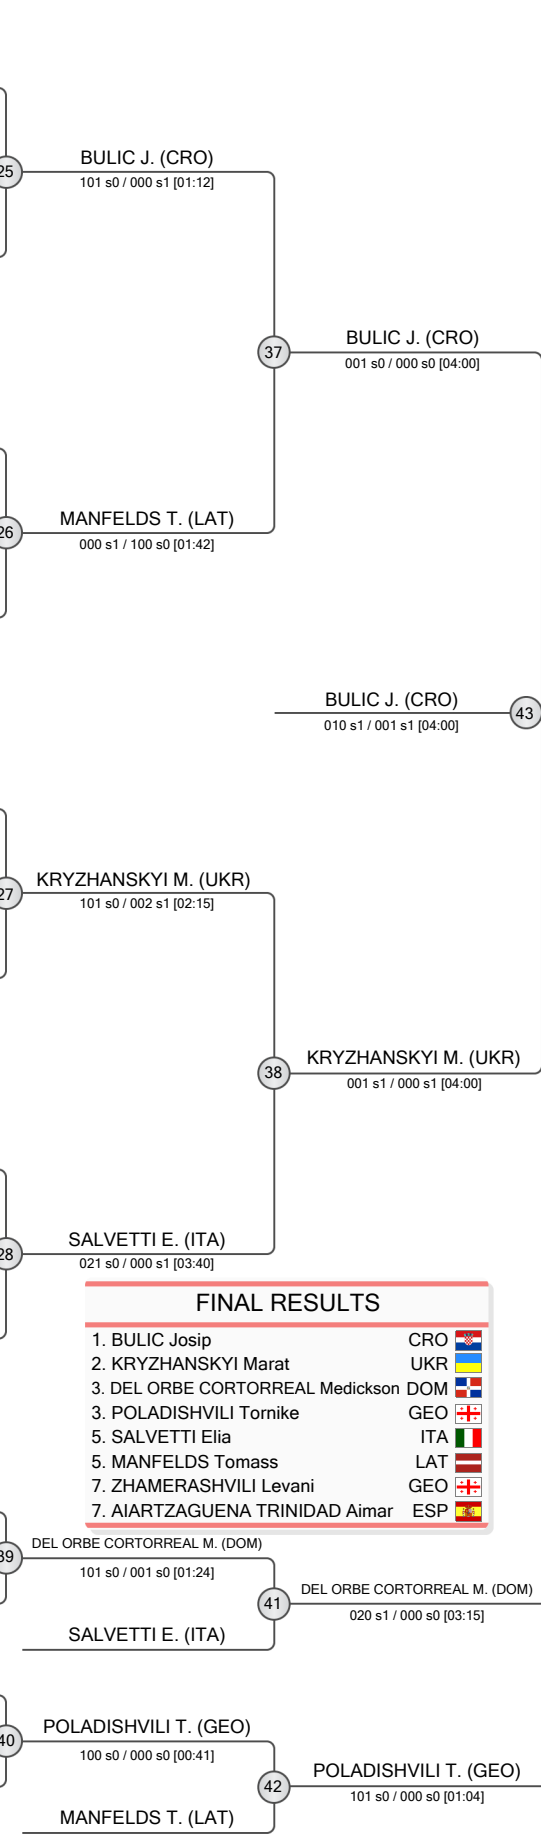 BULIC J. (CRO)
25
101 s0 / 000 s1 [01:12]
BULIC J. (CRO)
37
001 s0 / 000 s0 [04:00]
MANFELDS T. (LAT)
26
000 s1 / 100 s0 [01:42]
BULIC J. (CRO)
43
010 s1 / 001 s1 [04:00]
KRYZHANSKYI M. (UKR)
27
101 s0 / 002 s1 [02:15]
KRYZHANSKYI M. (UKR)
38
001 s1 / 000 s1 [04:00]
SALVETTI E. (ITA)
28
021 s0 / 000 s1 [03:40]
FINAL RESULTS
1. BULIC Josip CRO
2. KRYZHANSKYI Marat UKR
3. DEL ORBE CORTORREAL Medickson DOM
3. POLADISHVILI Tornike GEO
5. SALVETTI Elia ITA
5. MANFELDS Tomass LAT
7. ZHAMERASHVILI Levani GEO
7. AIARTZAGUENA TRINIDAD Aimar ESP
DEL ORBE CORTORREAL M. (DOM)
39
101 s0 / 001 s0 [01:24]
DEL ORBE CORTORREAL M. (DOM)
41
020 s1 / 000 s0 [03:15]
SALVETTI E. (ITA)
POLADISHVILI T. (GEO)
40
100 s0 / 000 s0 [00:41]
POLADISHVILI T. (GEO)
42
101 s0 / 000 s0 [01:04]
MANFELDS T. (LAT)